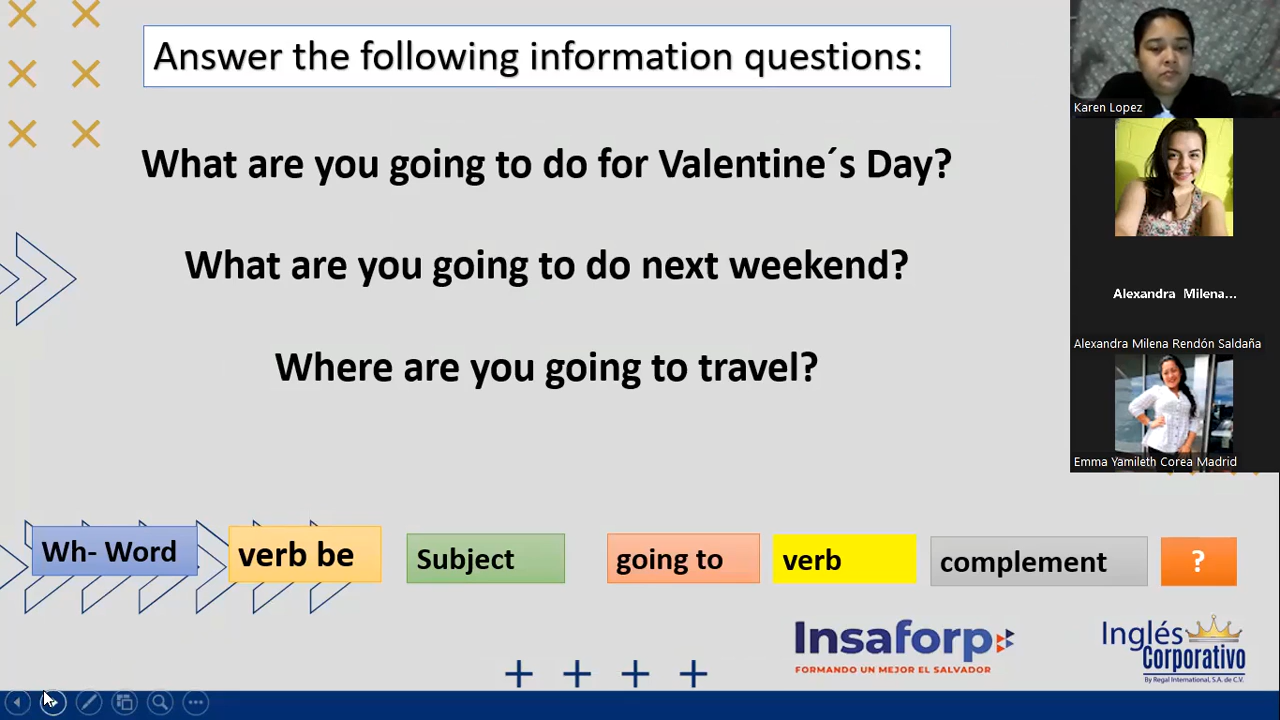 Answer the following information questions:
What are you going to do for Valentine´s Day?
What are you going to do next weekend?
Where are you going to travel?
Wh- Word
verb be
Subject
going to
verb
complement
?
Insaforp
FORMANDO UN MEJOR EL SALVADOR
Inglés
Corporativo
By Regal International, S.A. de C.V.
Karen Lopez
Alexandra Milena...
Alexandra Milena Rendón Saldaña
Emma Yamileth Corea Madrid